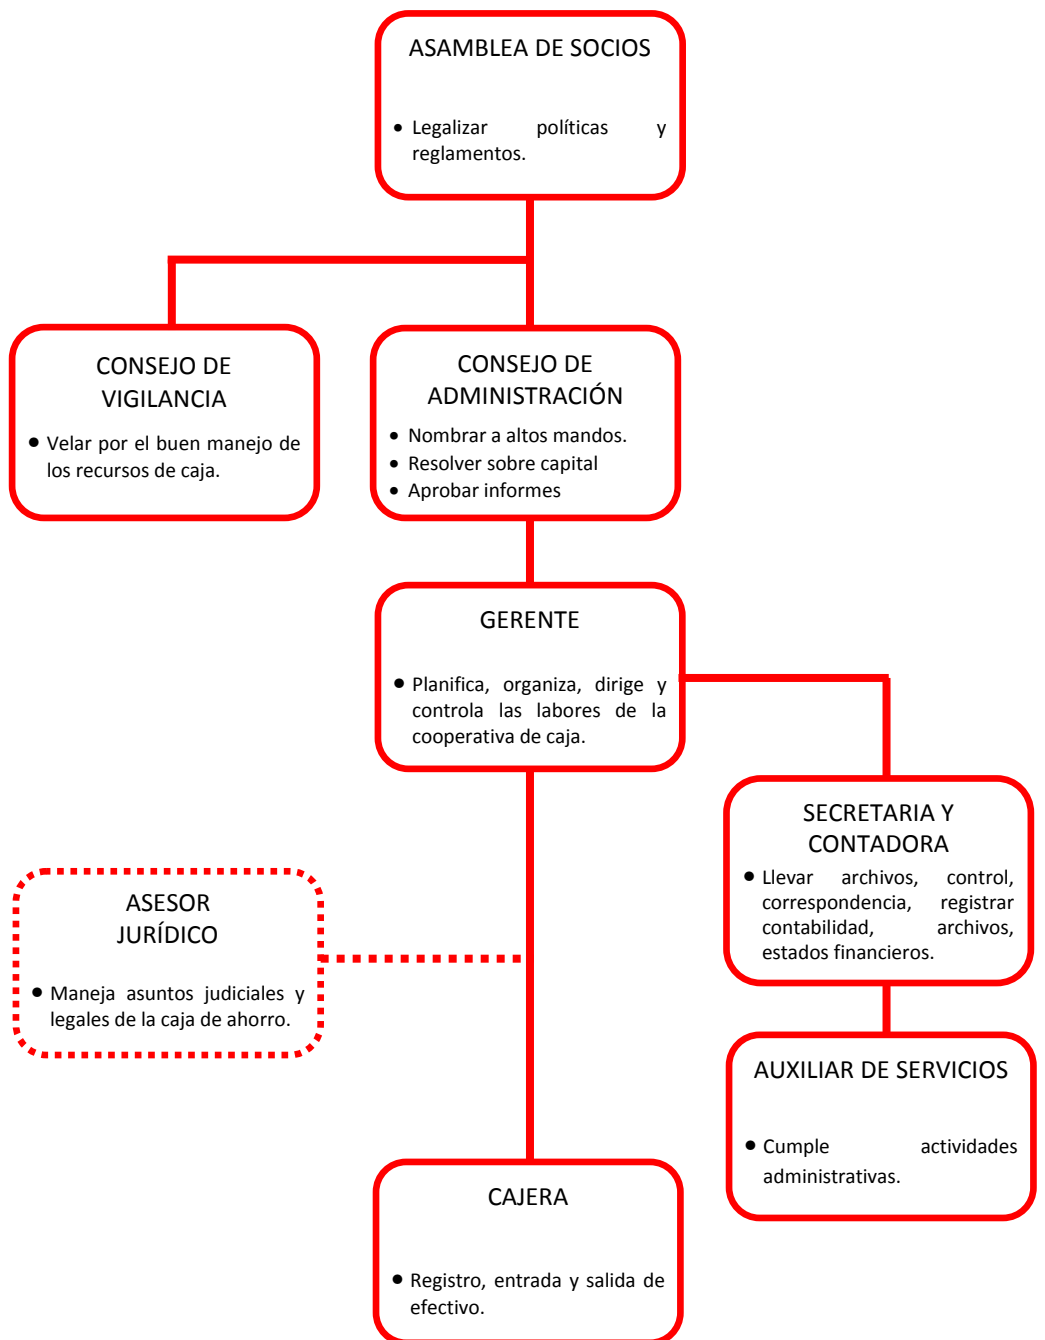 ASAMBLEA DE SOCIOS
• Legalizar políticas y
reglamentos.
CONSEJO DE
VIGILANCIA
• Velar por el buen manejo de
los recursos de caja.
CONSEJO DE
ADMINISTRACIÓN
• Nombrar a altos mandos.
• Resolver sobre capital
• Aprobar informes
GERENTE
• Planifica, organiza, dirige y
controla las labores de la
cooperativa de caja.
SECRETARIA Y
CONTADORA
• Llevar archivos, control,
correspondencia, registrar
contabilidad, archivos,
estados financieros.
ASESOR
JURÍDICO
• Maneja asuntos judiciales y
legales de la caja de ahorro.
AUXILIAR DE SERVICIOS
• Cumple actividades
administrativas.
CAJERA
• Registro, entrada y salida de
efectivo.